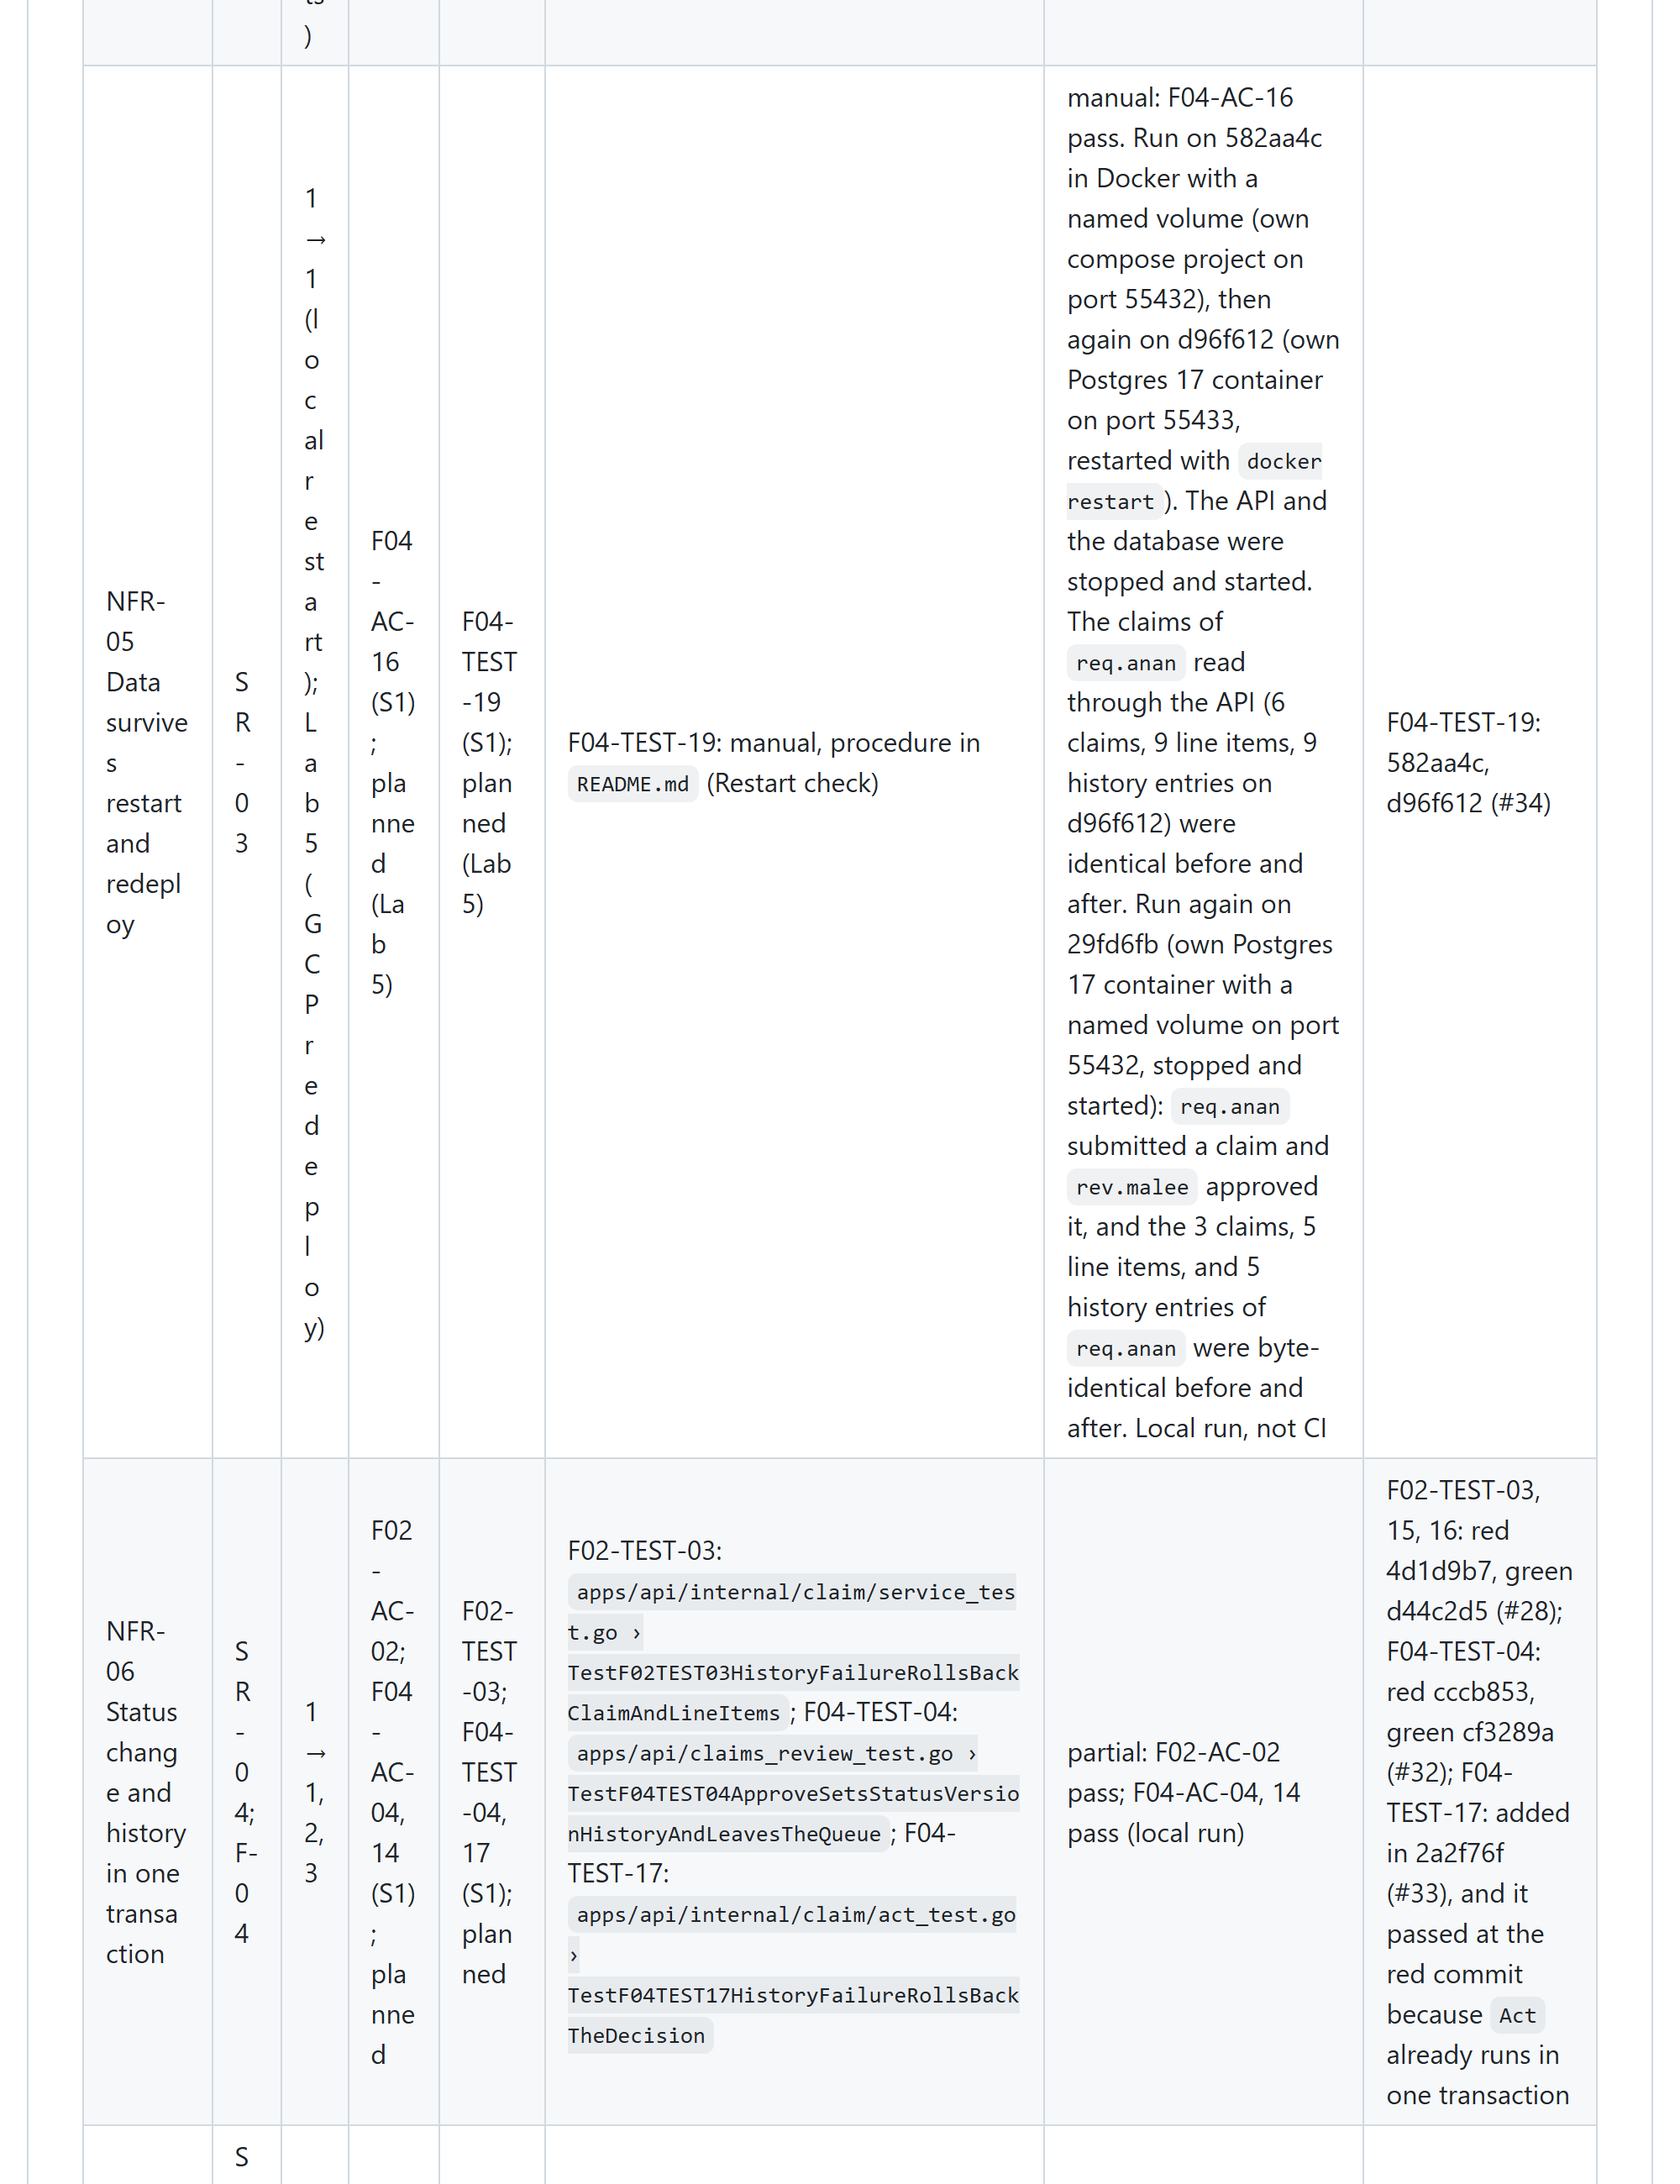 ts
)
NFR-
05
Data
survive
s
restart
and
redepl
oy
S
R
-
0
3
1
→
1
(l
o
c
al
r
e
st
a
rt
);
L
a
b
5
(
G
C
P
r
e
d
e
p
l
o
y)
F04
-
AC-
16
(S1)
;
pla
nne
d
(La
b
5)
F04-
TEST
-19
(S1);
plan
ned
(Lab
5)
F04-TEST-19: manual, procedure in
README.md (Restart check)
manual: F04-AC-16
pass. Run on 582aa4c
in Docker with a
named volume (own
compose project on
port 55432), then
again on d96f612 (own
Postgres 17 container
on port 55433,
restarted with docker
restart ). The API and
the database were
stopped and started.
The claims of
req.anan read
through the API (6
claims, 9 line items, 9
history entries on
d96f612) were
identical before and
after. Run again on
29fd6fb (own Postgres
17 container with a
named volume on port
55432, stopped and
started): req.anan
submitted a claim and
rev.malee approved
it, and the 3 claims, 5
line items, and 5
history entries of
req.anan were byte-
identical before and
after. Local run, not CI
F04-TEST-19:
582aa4c,
d96f612 (#34)
NFR-
06
Status
chang
e and
history
in one
transa
ction
S
R
-
0
4;
F-
0
4
1
→
1,
2,
3
F02
-
AC-
02;
F04
-
AC-
04,
14
(S1)
;
pla
nne
d
F02-
TEST
-03;
F04-
TEST
-04,
17
(S1);
plan
ned
F02-TEST-03:
apps/api/internal/claim/service_tes
t.go ›
TestF02TEST03HistoryFailureRollsBack
ClaimAndLineItems ; F04-TEST-04:
apps/api/claims_review_test.go ›
TestF04TEST04ApproveSetsStatusVersio
nHistoryAndLeavesTheQueue ; F04-
TEST-17:
apps/api/internal/claim/act_test.go
›
TestF04TEST17HistoryFailureRollsBack
TheDecision
partial: F02-AC-02
pass; F04-AC-04, 14
pass (local run)
F02-TEST-03,
15, 16: red
4d1d9b7, green
d44c2d5 (#28);
F04-TEST-04:
red cccb853,
green cf3289a
(#32); F04-
TEST-17: added
in 2a2f76f
(#33), and it
passed at the
red commit
because Act
already runs in
one transaction
S